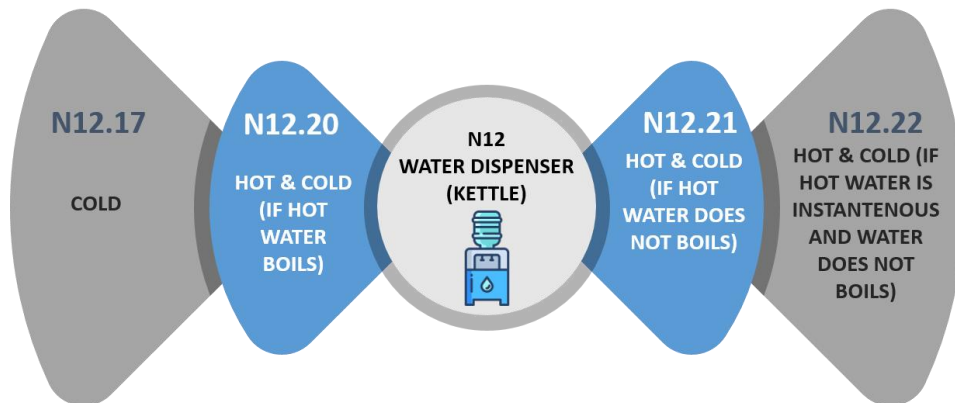 N12.17
COLD
N12.20
HOT & COLD
(IF HOT
WATER
BOILS)
N12
WATER DISPENSER
(KETTLE)
N12.21
HOT & COLD
(IF HOT
WATER DOES
NOT BOILS)
N12.22
HOT & COLD (IF
HOT WATER IS
INSTANTENOUS
AND WATER
DOES NOT
BOILS)